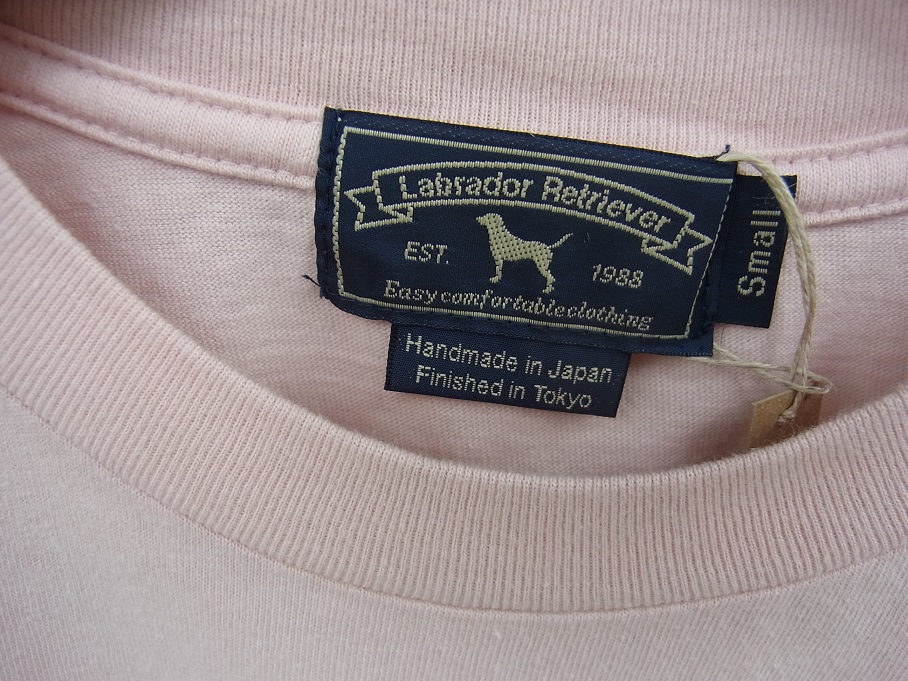 Labrador Retriever
EST. 1988
Easy comfortable clothing
Small
Handmade in Japan
Finished in Tokyo